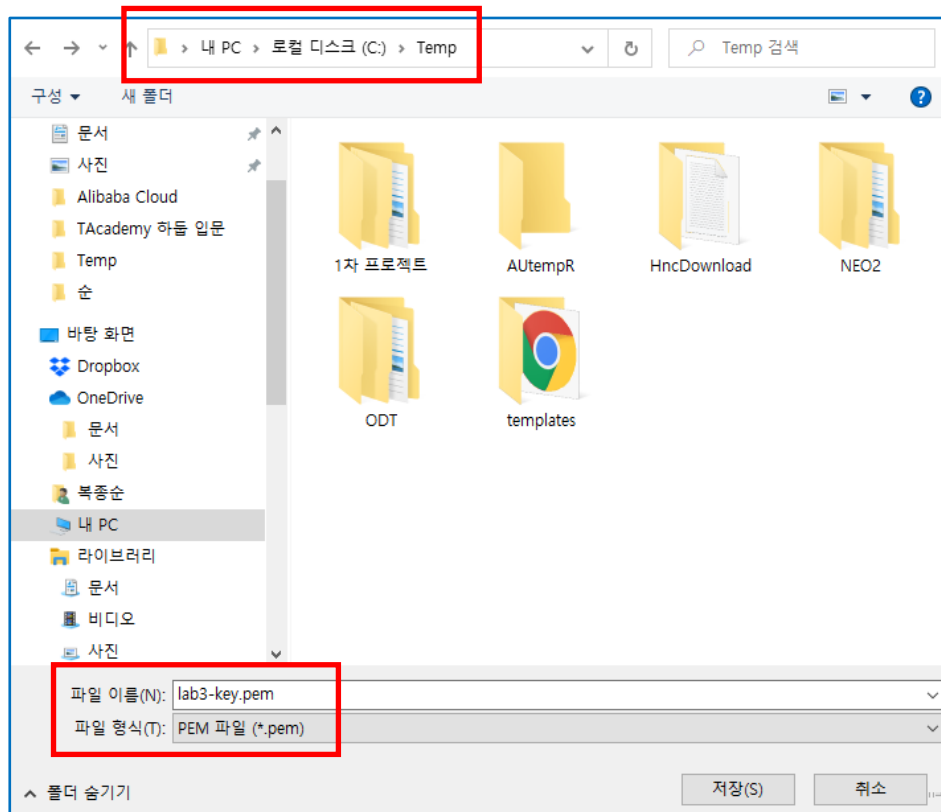 내 PC > 로컬 디스크 (C:) > Temp
Temp 검색
구성
새 폴더
?
문서
사진
Alibaba Cloud
TAcademy 하둡 입문
Temp
순
바탕 화면
Dropbox
OneDrive
문서
사진
복종순
내 PC
라이브러리
문서
비디오
사진
1차 프로젝트
AUtempR
HncDownload
NEO2
ODT
templates
파일 이름(N): lab3-key.pem
파일 형식(T): PEM 파일 (*.pem)
폴더 숨기기
저장(S)
취소